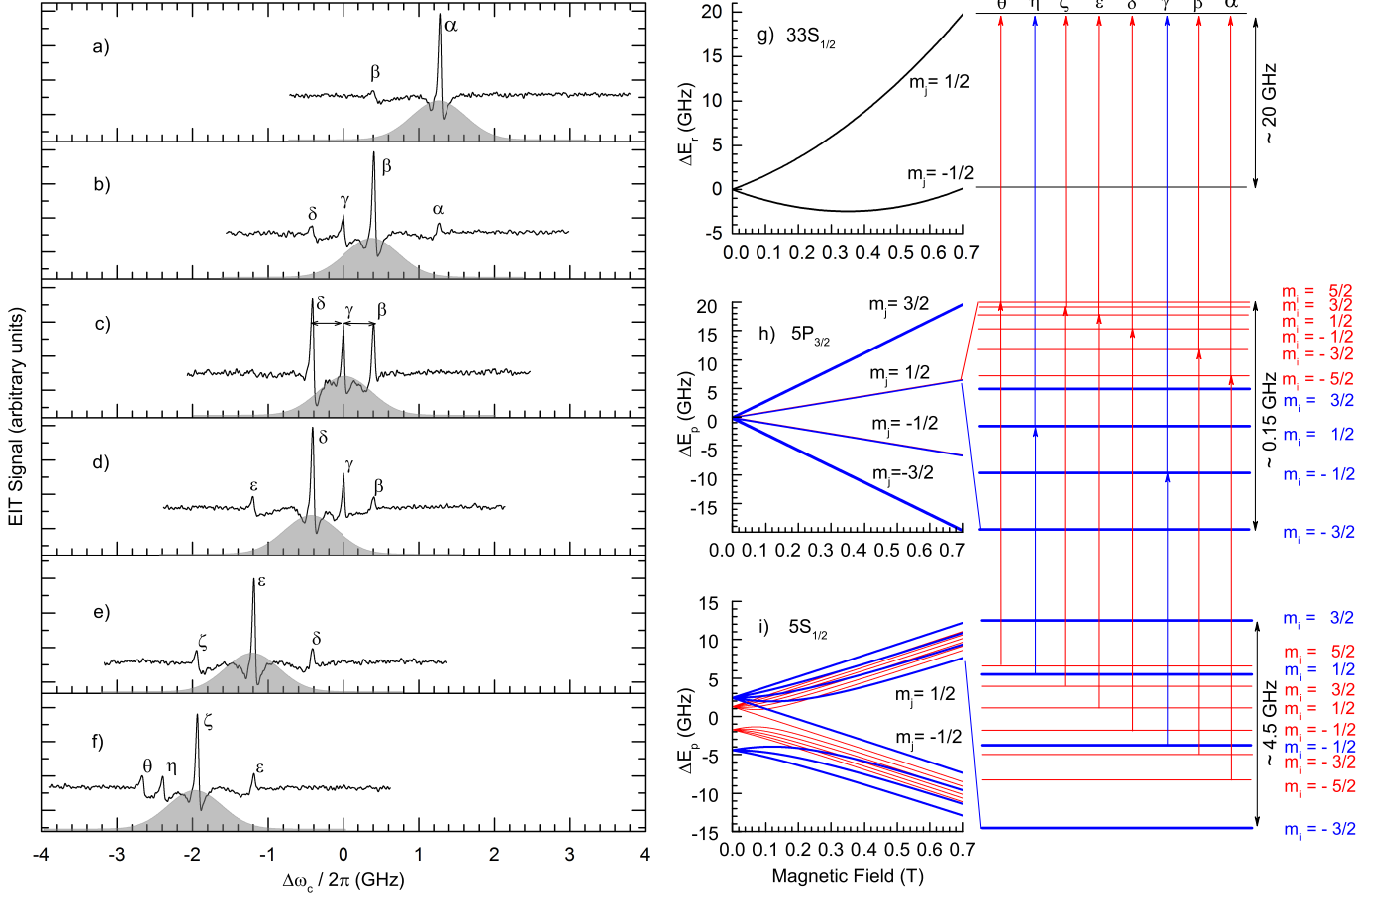 a)
β
α
b)
δ
γ
β
α
c)
δ
γ
β
d)
ε
δ
γ
β
e)
ζ
ε
δ
f)
θ
η
ζ
ε
EIT Signal (arbitrary units)
-4 -3 -2 -1 0 1 2 3 4
Δω_c / 2π (GHz)
θ η ζ ε δ γ β α
g) 33S_1/2
m_j= 1/2
m_j= -1/2
ΔE_r (GHz)
20
15
10
5
0
-5
0.0 0.1 0.2 0.3 0.4 0.5 0.6 0.7
~ 20 GHz
h) 5P_3/2
m_j= 3/2
m_j= 1/2
m_j= -1/2
m_j=-3/2
ΔE_p (GHz)
20
15
10
5
0
-5
-10
-15
0.0 0.1 0.2 0.3 0.4 0.5 0.6 0.7
m_i = 5/2
m_i = 3/2
m_i = 1/2
m_i = - 1/2
m_i = - 3/2
m_i = - 5/2
m_i = 3/2
m_i = 1/2
m_i = - 1/2
m_i = - 3/2
~ 0.15 GHz
i) 5S_1/2
m_j= 1/2
m_j= -1/2
ΔE_p (GHz)
15
10
5
0
-5
-10
-15
0.0 0.1 0.2 0.3 0.4 0.5 0.6 0.7
Magnetic Field (T)
m_i = 3/2
m_i = 5/2
m_i = 1/2
m_i = 3/2
m_i = 1/2
m_i = - 1/2
m_i = - 1/2
m_i = - 3/2
m_i = - 5/2
m_i = - 3/2
~ 4.5 GHz